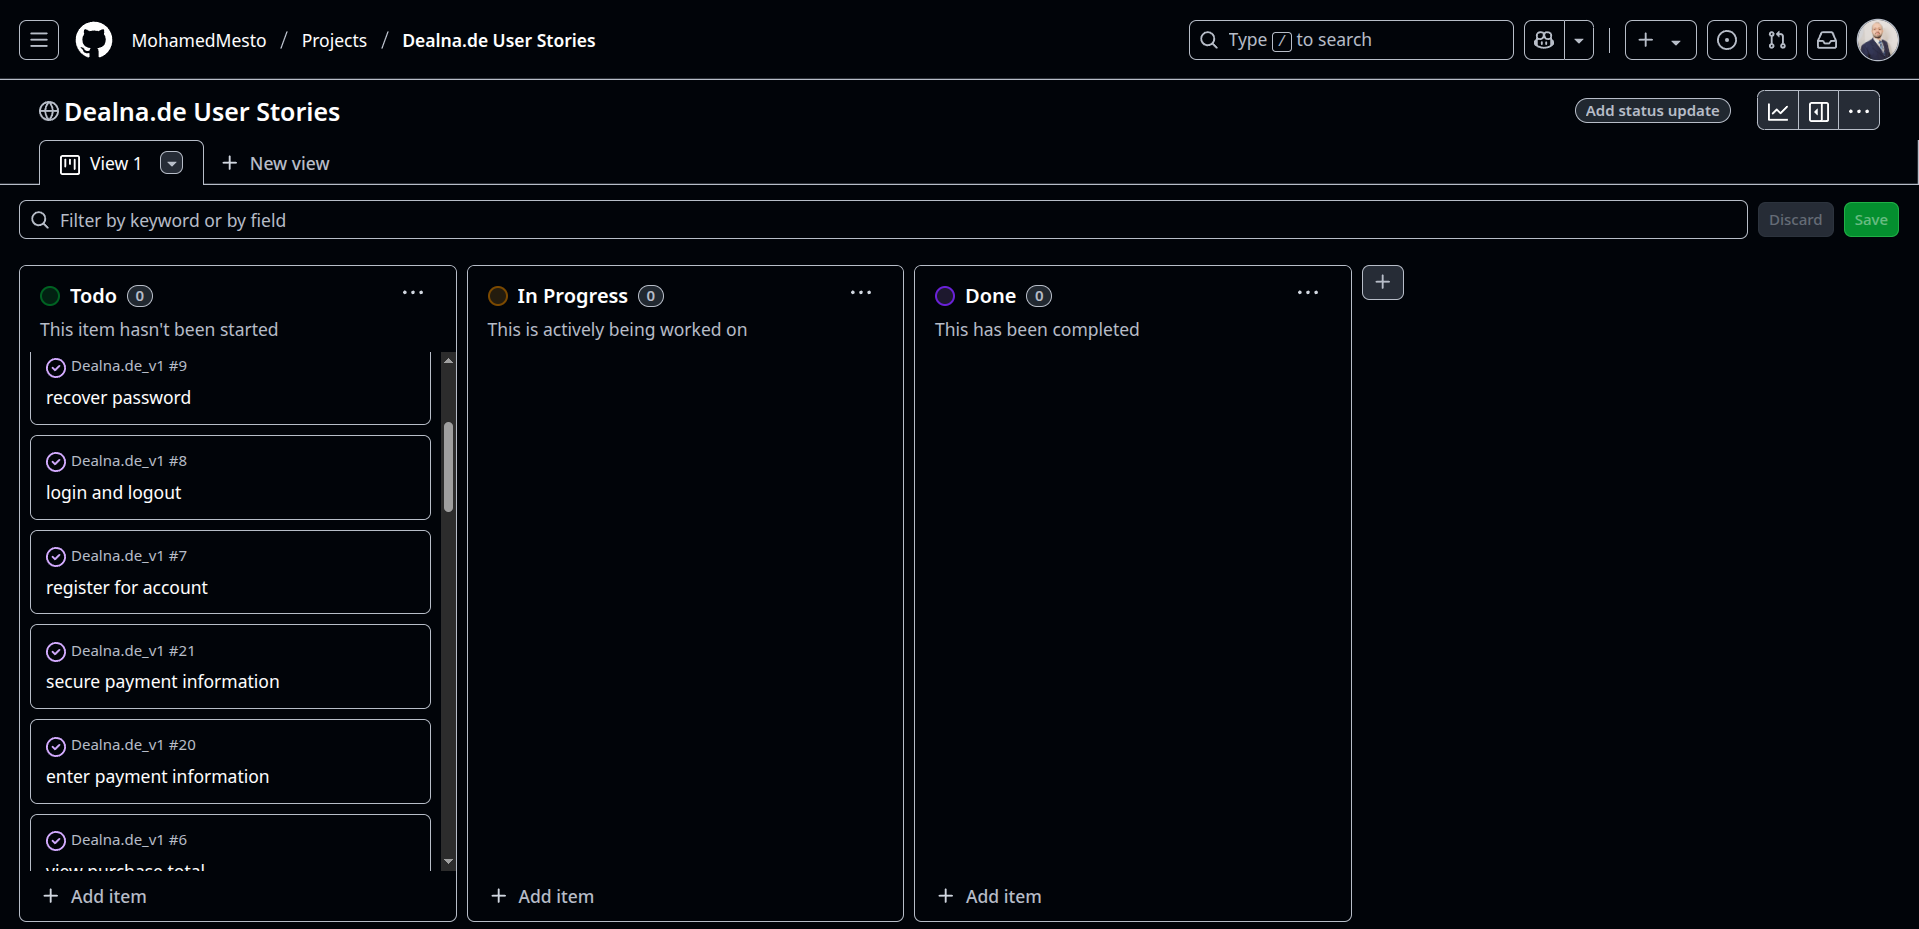 MohamedMesto / Projects / Dealna.de User Stories
Type / to search
Dealna.de User Stories
Add status update
View 1
New view
Filter by keyword or by field
Discard
Save
Todo 0
This item hasn't been started
Dealna.de_v1 #9
recover password
Dealna.de_v1 #8
login and logout
Dealna.de_v1 #7
register for account
Dealna.de_v1 #21
secure payment information
Dealna.de_v1 #20
enter payment information
Dealna.de_v1 #6
view purchase total
Add item
In Progress 0
This is actively being worked on
Add item
Done 0
This has been completed
Add item